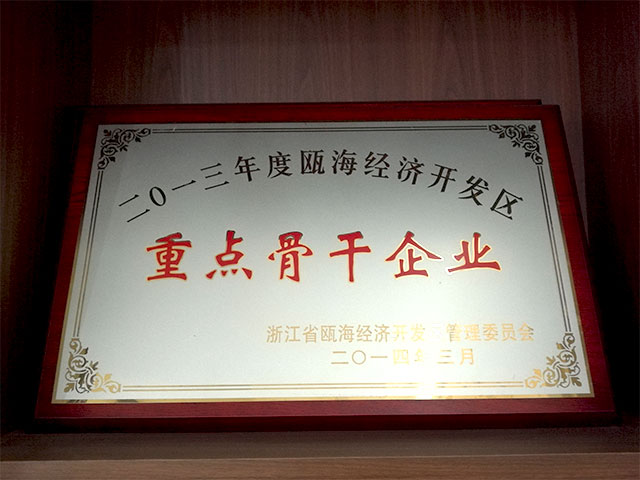 二〇一三年度瓯海经济开发区
重点骨干企业
浙江省瓯海经济开发区管理委员会
二〇一四年三月